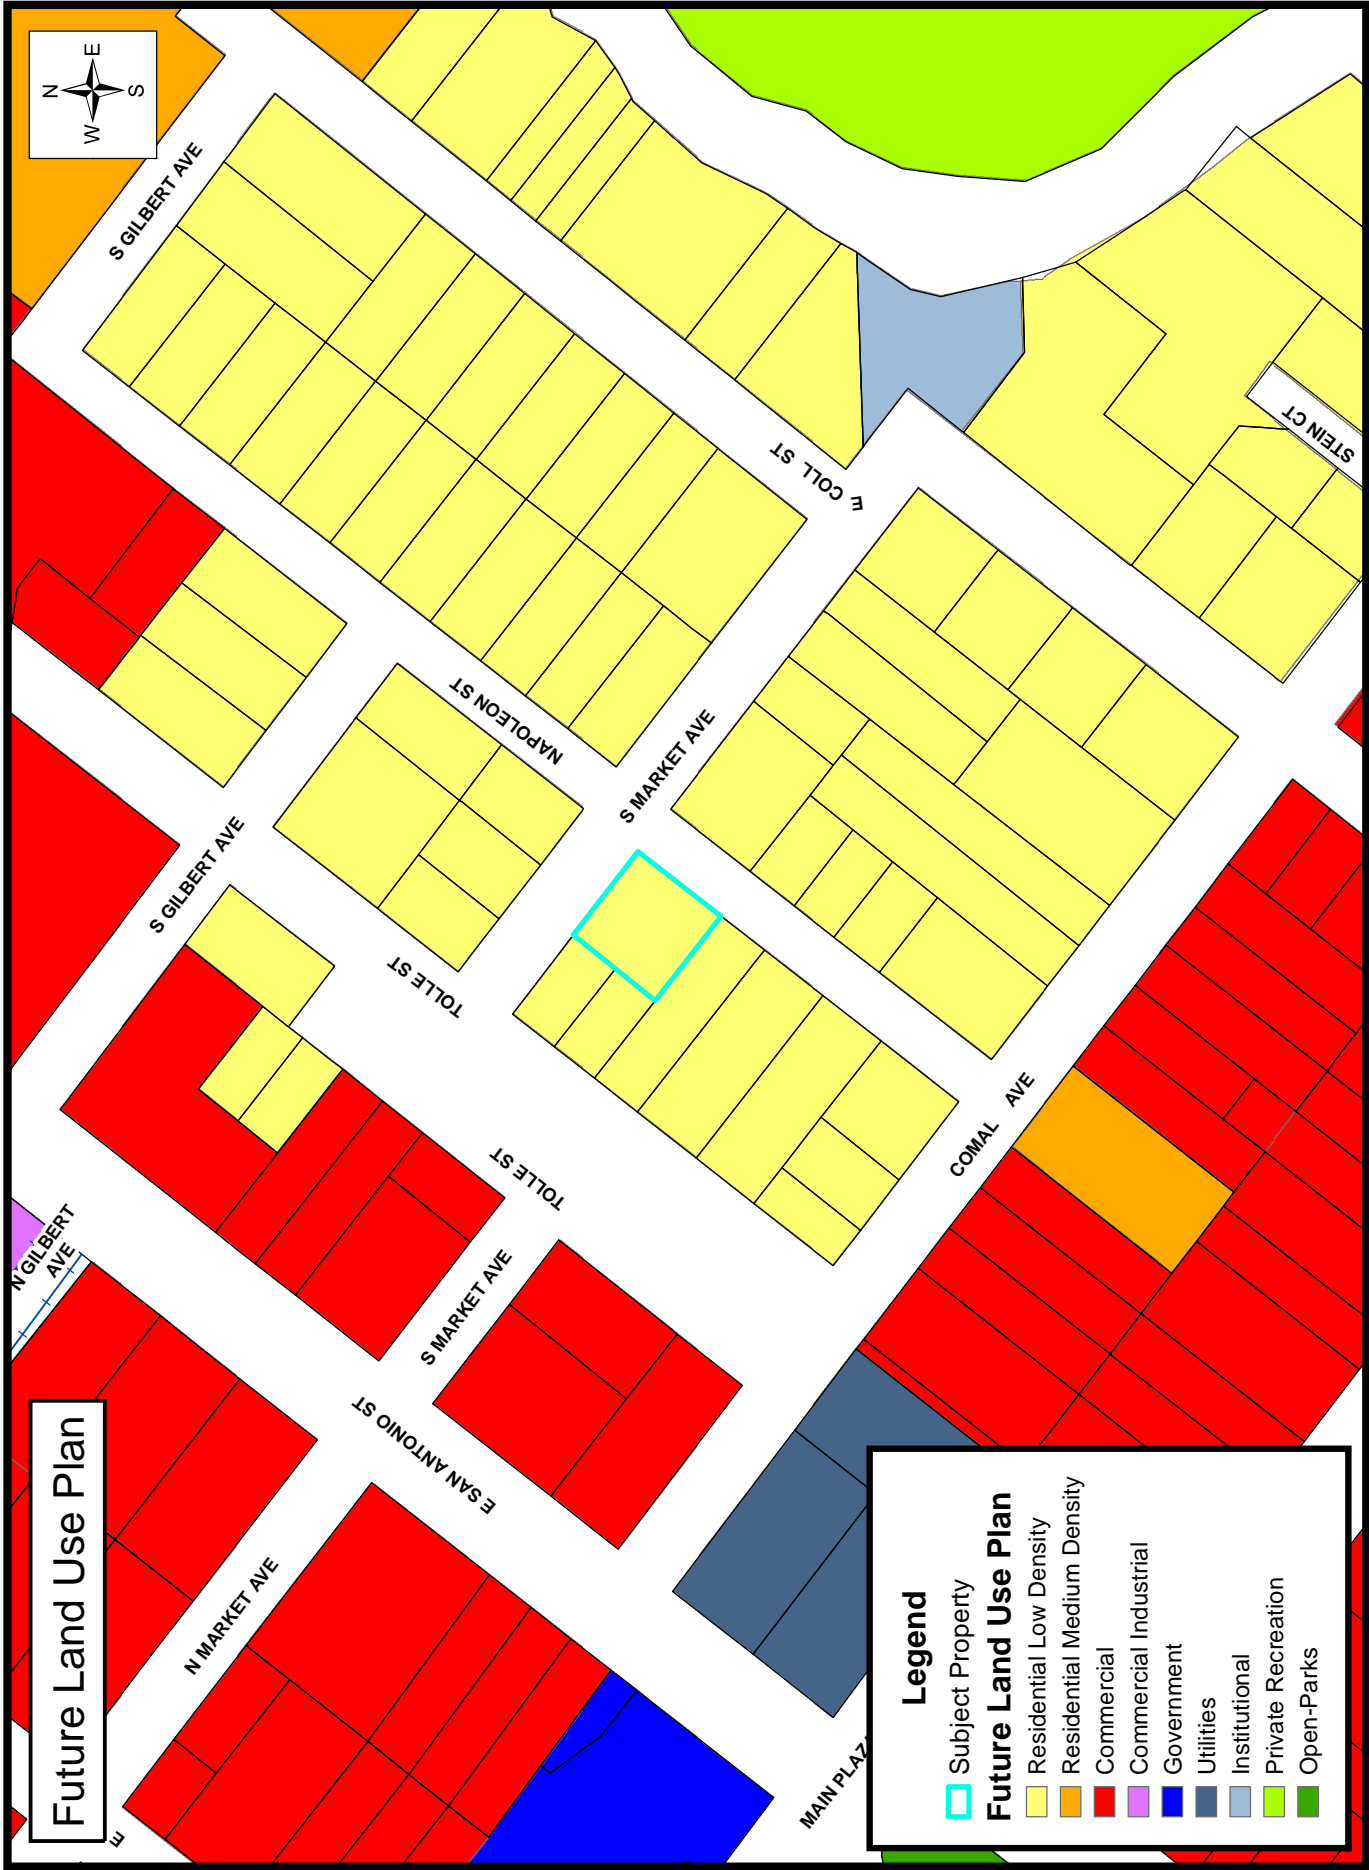 Future Land Use Plan
N
E
S
W
S GILBERT AVE
E COLL ST
STEIN CT
NAPOLEON ST
S MARKET AVE
S GILBERT AVE
TOLLE ST
TOLLE ST
COMAL AVE
N GILBERT
AVE
S MARKET AVE
E SAN ANTONIO ST
N MARKET AVE
MAIN PLAZA
E
Legend
Subject Property
Future Land Use Plan
Residential Low Density
Residential Medium Density
Commercial
Commercial Industrial
Government
Utilities
Institutional
Private Recreation
Open-Parks